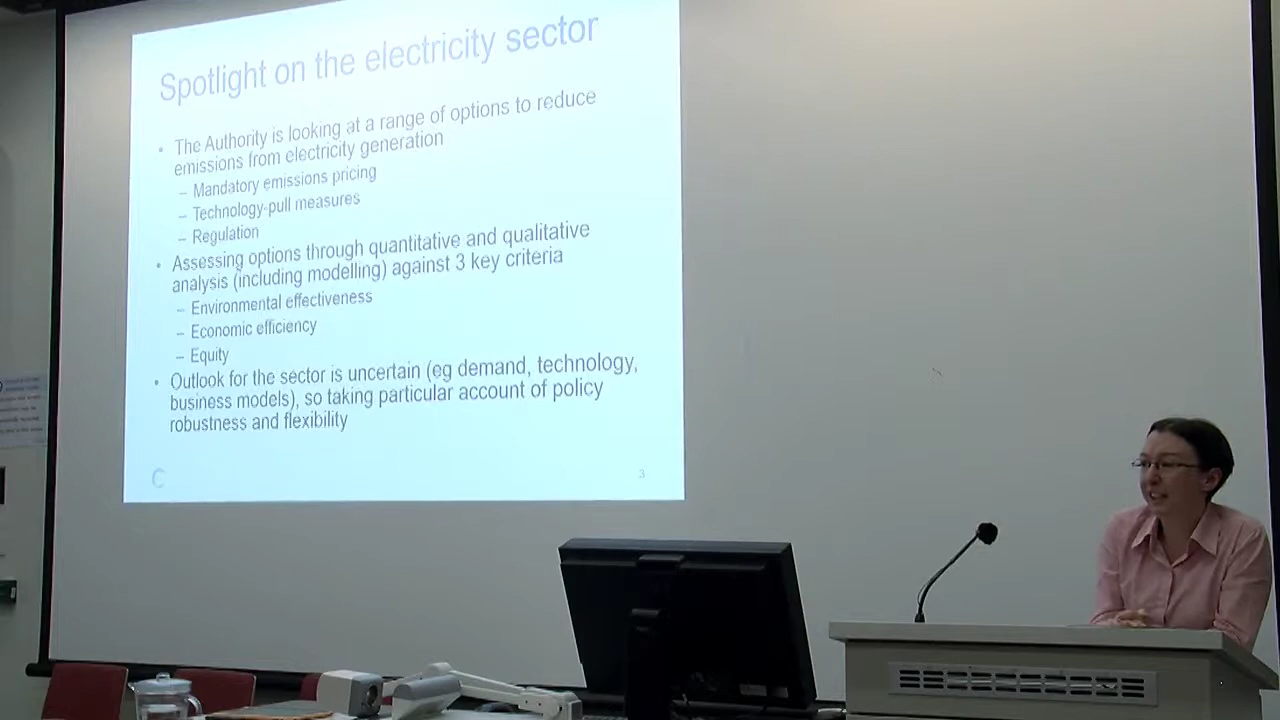 Spotlight on the electricity sector
• The Authority is looking at a range of options to reduce
emissions from electricity generation
– Mandatory emissions pricing
– Technology-pull measures
– Regulation
• Assessing options through quantitative and qualitative
analysis (including modelling) against 3 key criteria
– Environmental effectiveness
– Economic efficiency
– Equity
• Outlook for the sector is uncertain (eg demand, technology,
business models), so taking particular account of policy
robustness and flexibility
C
3